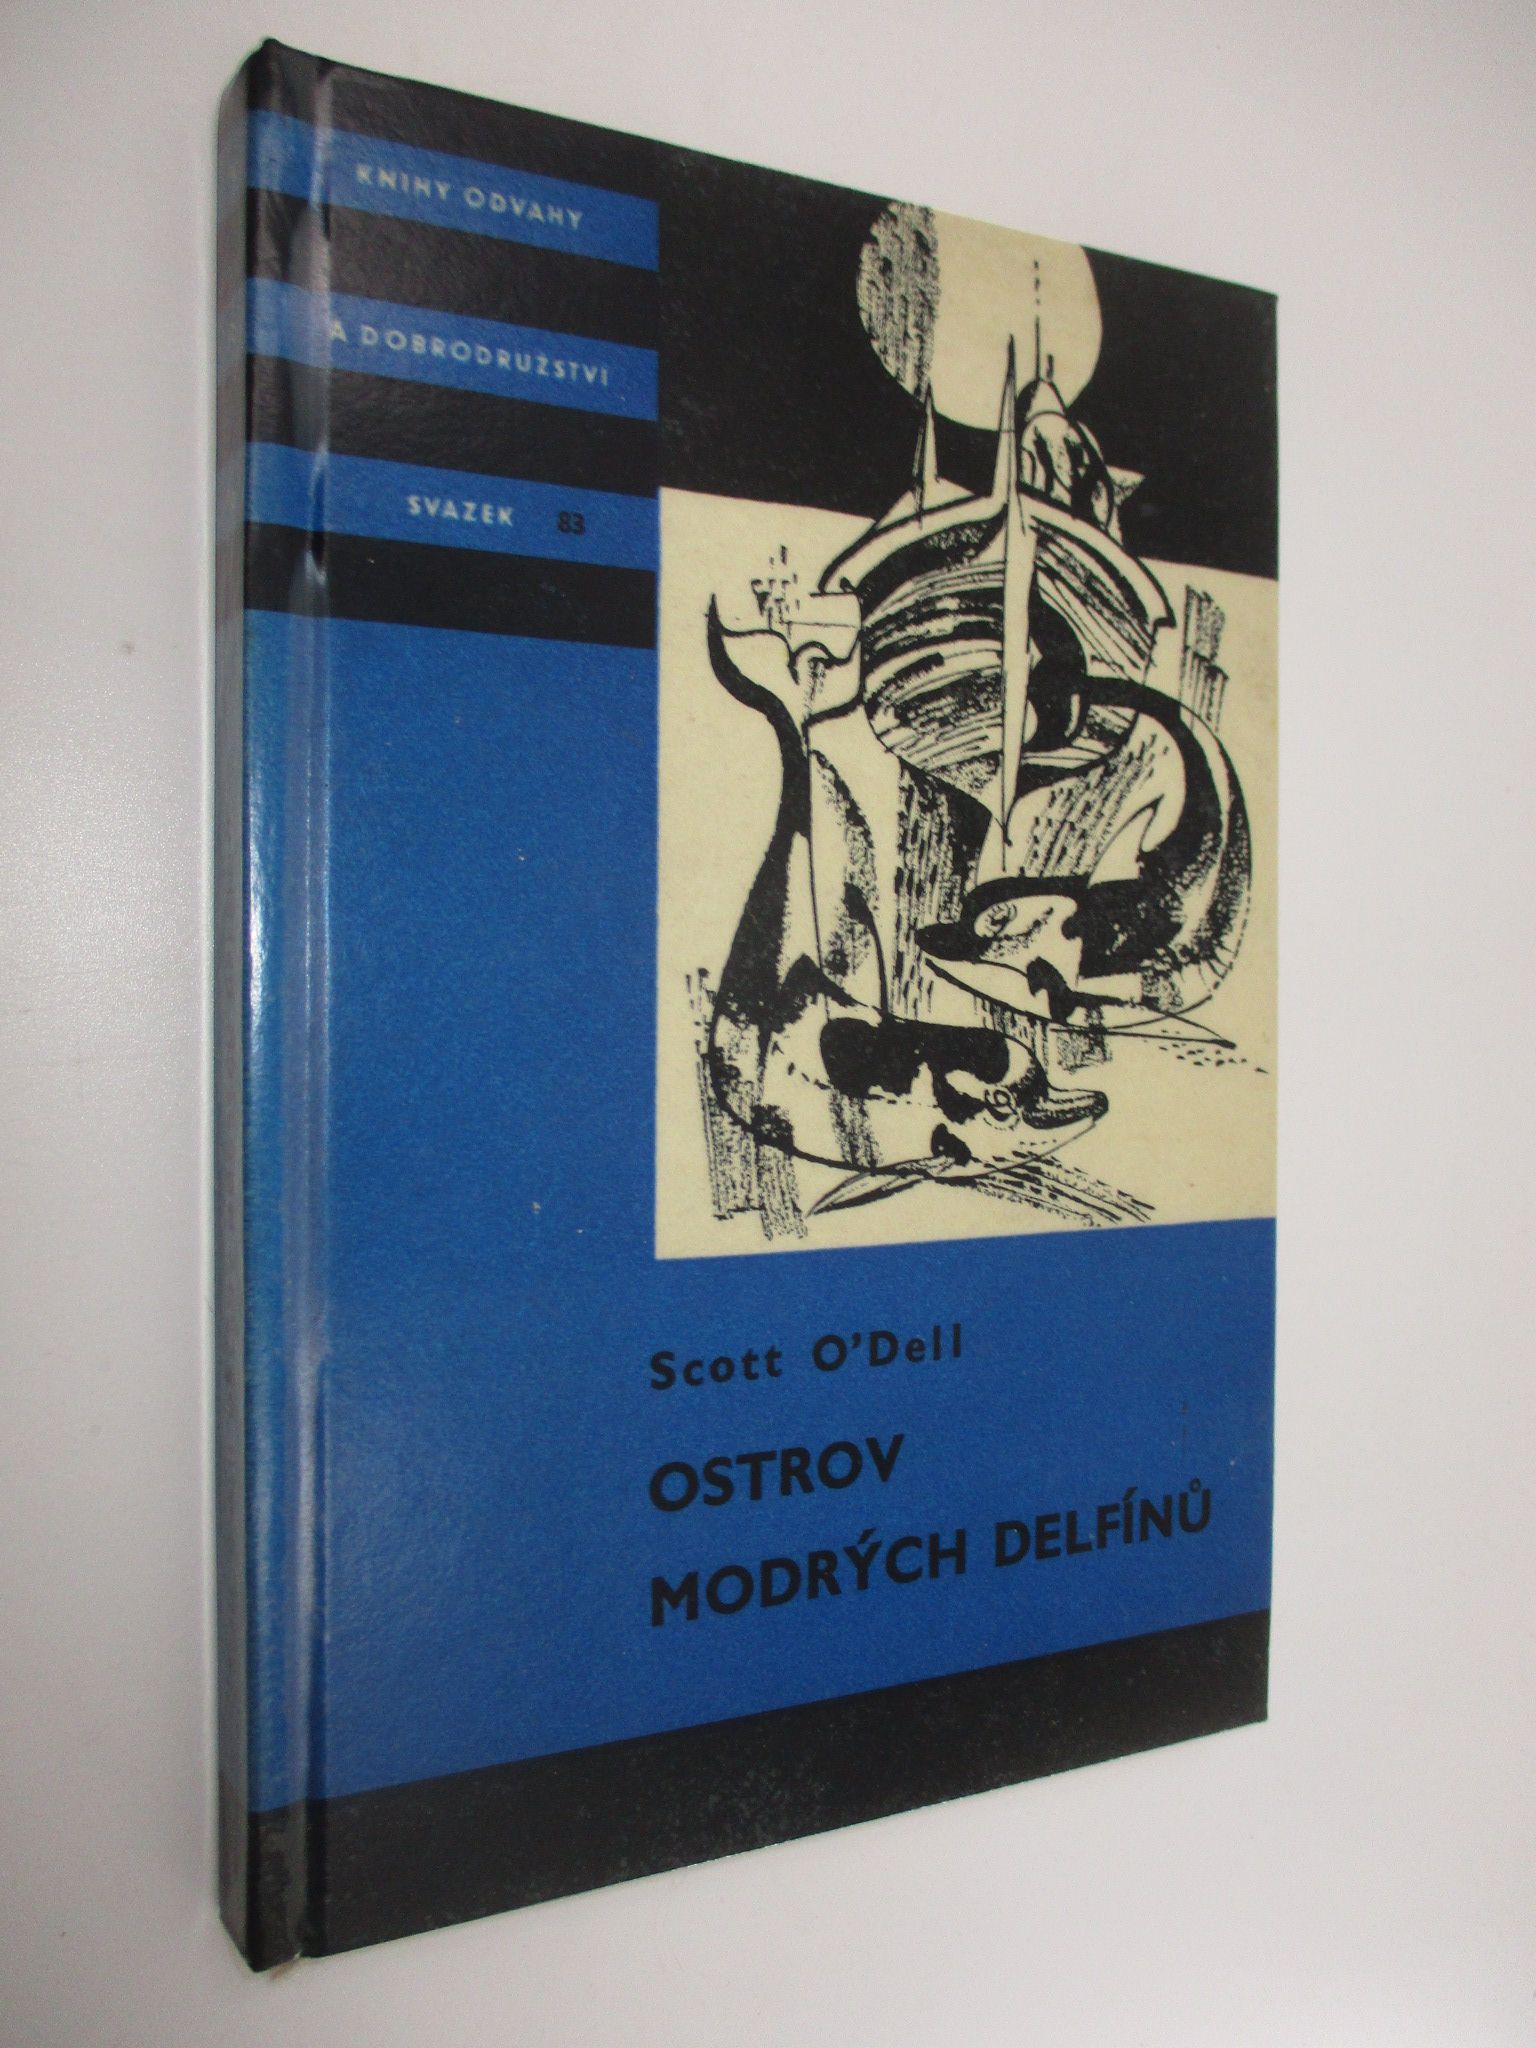 KNIHY ODVAHY
A DOBRODRUŽSTVÍ
SVAZEK 83
Scott O'Dell
OSTROV
MODRÝCH DELFÍNŮ